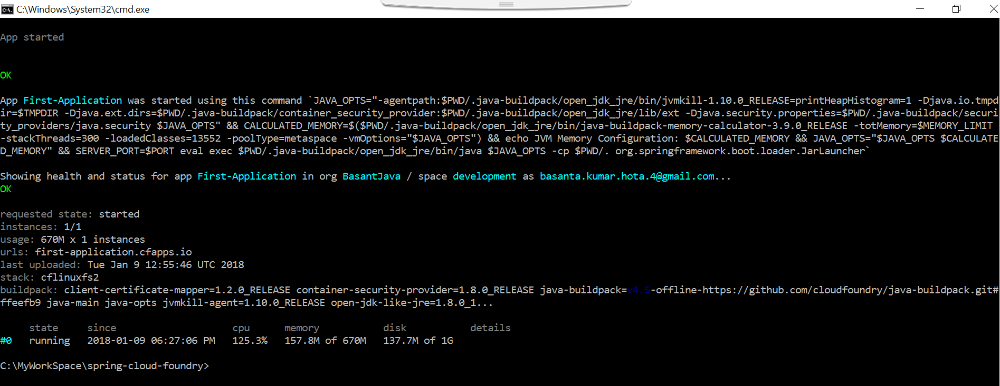 C:\Windows\System32\cmd.exe
App started
OK
App First-Application was started using this command `JAVA_OPTS="-agentpath:$PWD/.java-buildpack/open_jdk_jre/bin/jvmkill-1.10.0_RELEASE=printHeapHistogram=1 -Djava.io.tmpd
ir=$TMPDIR -Djava.ext.dirs=$PWD/.java-buildpack/container_security_provider:$PWD/.java-buildpack/open_jdk_jre/lib/ext -Djava.security.properties=$PWD/.java-buildpack/securi
ty_providers/java.security $JAVA_OPTS" && CALCULATED_MEMORY=$($PWD/.java-buildpack/open_jdk_jre/bin/java-buildpack-memory-calculator-3.9.0_RELEASE -totMemory=$MEMORY_LIMIT
-stackThreads=300 -loadedClasses=13552 -poolType=metaspace -vmOptions="$JAVA_OPTS") && echo JVM Memory Configuration: $CALCULATED_MEMORY && JAVA_OPTS="$JAVA_OPTS $CALCULATE
D_MEMORY" && SERVER_PORT=$PORT eval exec $PWD/.java-buildpack/open_jdk_jre/bin/java $JAVA_OPTS -cp $PWD/. org.springframework.boot.loader.JarLauncher`
Showing health and status for app First-Application in org BasantJava / space development as basanta.kumar.hota.4@gmail.com...
OK
requested state: started
instances: 1/1
usage: 670M x 1 instances
urls: first-application.cfapps.io
last uploaded: Tue Jan 9 12:55:46 UTC 2018
stack: cflinuxfs2
buildpack: client-certificate-mapper=1.2.0_RELEASE container-security-provider=1.8.0_RELEASE java-buildpack=v4.5-offline-https://github.com/cloudfoundry/java-buildpack.git#
ffeefb9 java-main java-opts jvmkill-agent=1.10.0_RELEASE open-jdk-like-jre=1.8.0_1...
state since cpu memory disk details
#0 running 2018-01-09 06:27:06 PM 125.3% 157.8M of 670M 137.7M of 1G
C:\MyWorkSpace\spring-cloud-foundry>